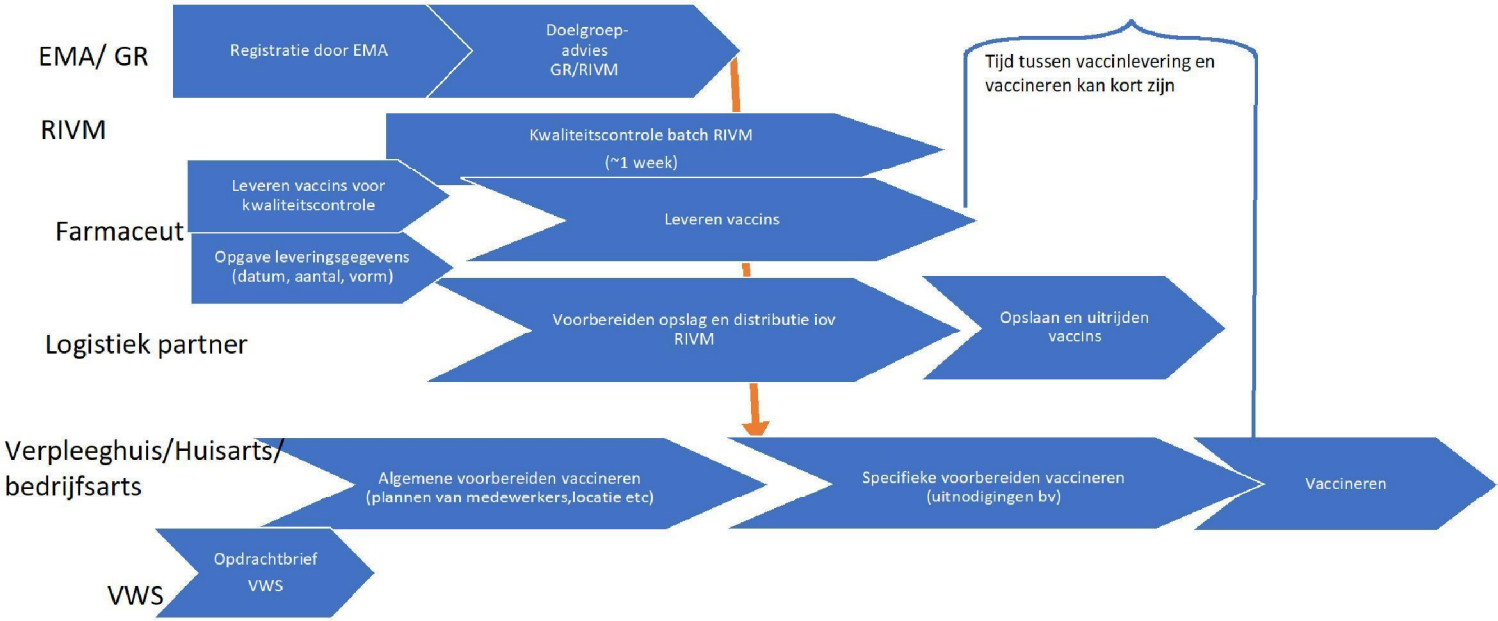 EMA/ GR
Registratie door EMA
Doelgroep-
advies
GR/RIVM
Tijd tussen vaccinlevering en
vaccineren kan kort zijn
RIVM
Kwaliteitscontrole batch RIVM
(~1 week)
Farmaceut
Leveren vaccins voor
kwaliteitscontrole
Leveren vaccins
Opgave leveringsgegevens
(datum, aantal, vorm)
Logistiek partner
Voorbereiden opslag en distributie iov
RIVM
Opslaan en uitrijden
vaccins
Verpleeghuis/Huisarts/
bedrijfsarts
Algemene voorbereiden vaccineren
(plannen van medewerkers,locatie etc)
Specifieke voorbereiden vaccineren
(uitnodigingen bv)
Vaccineren
VWS
Opdrachtbrief
VWS